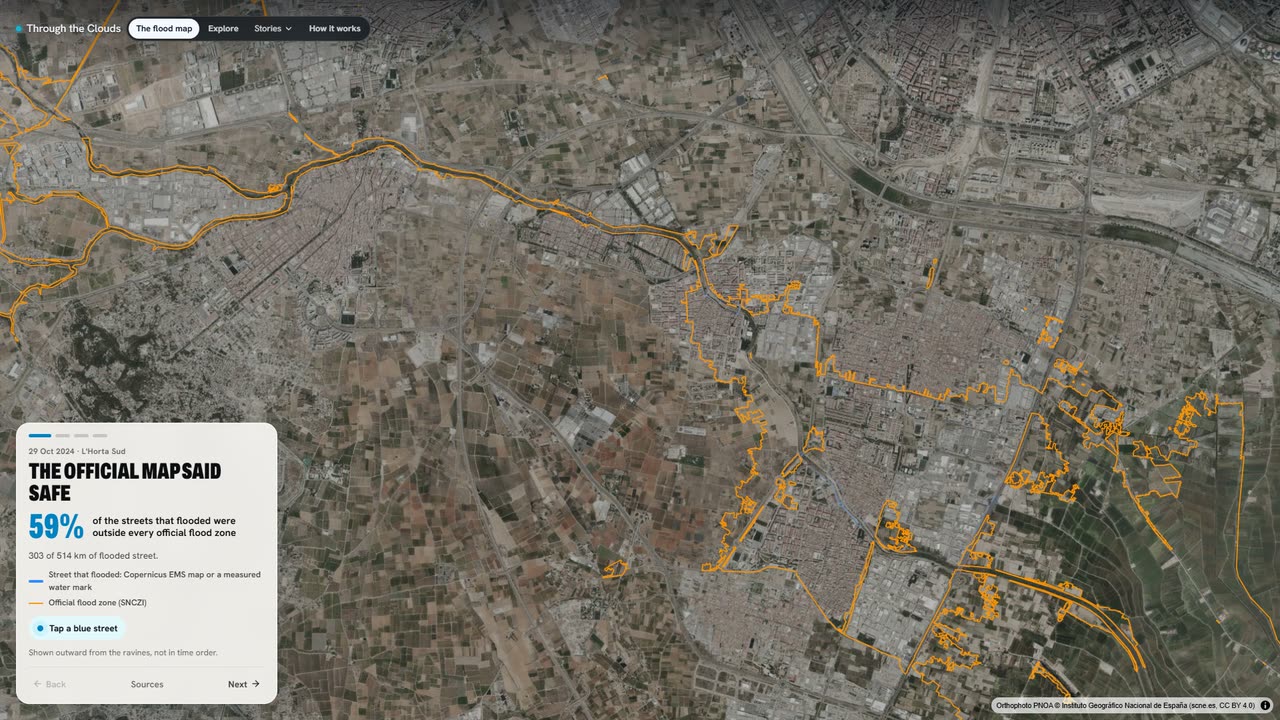 Through the Clouds
The flood map
Explore
Stories
How it works
29 Oct 2024 · L'Horta Sud
THE OFFICIAL MAP SAID
SAFE
59%
of the streets that flooded were
outside every official flood zone
303 of 514 km of flooded street.
Street that flooded: Copernicus EMS map or a measured
water mark
Official flood zone (SNCZI)
Tap a blue street
Shown outward from the ravines, not in time order.
← Back
Sources
Next →
Orthophoto PNOA © Instituto Geográfico Nacional de España (scne.es, CC BY 4.0)